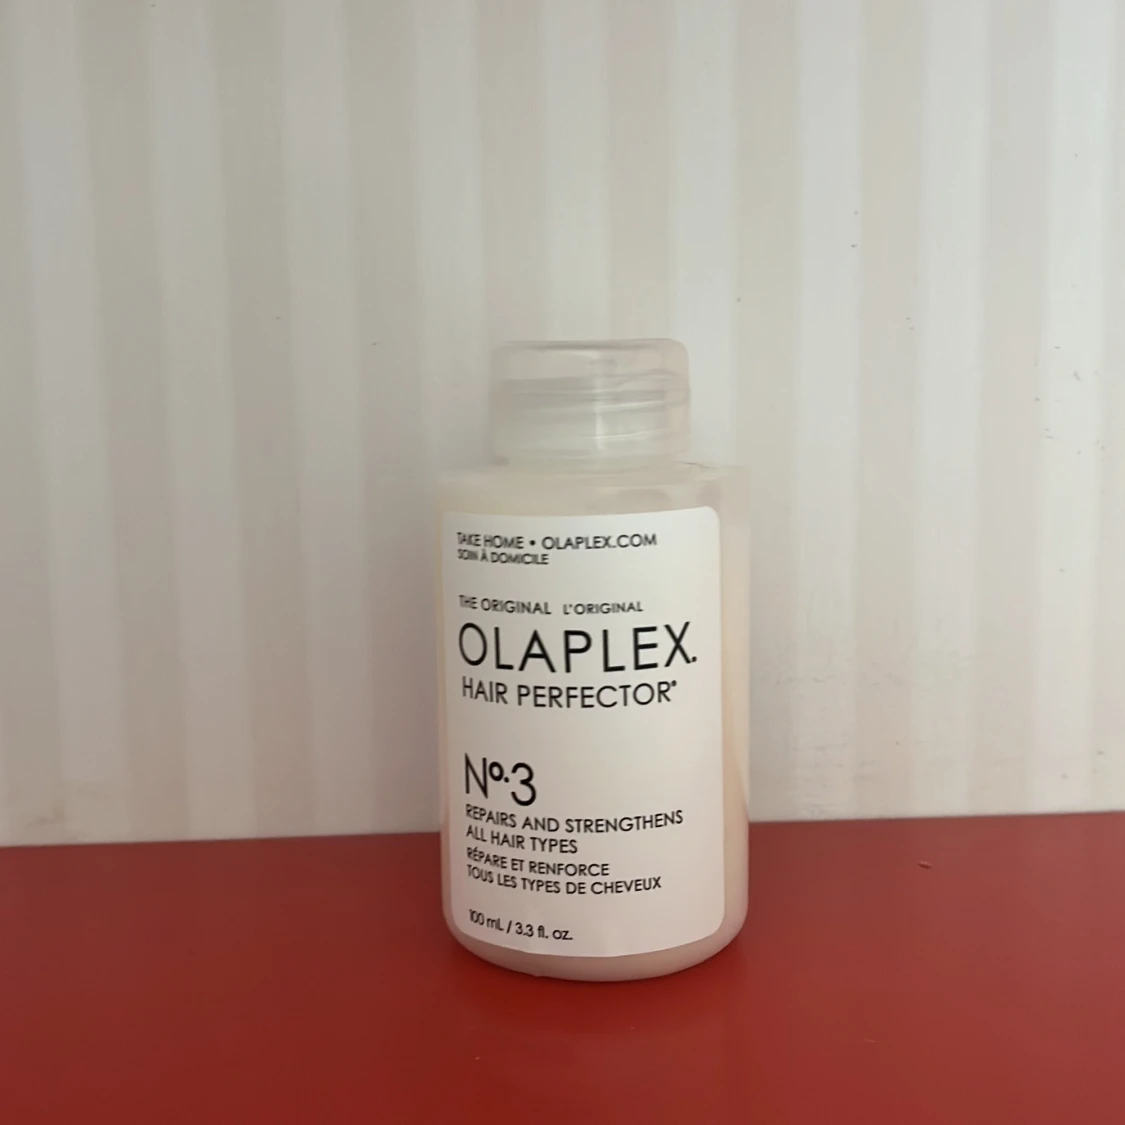 TAKE HOME • OLAPLEX.COM
SOIN À DOMICILE
THE ORIGINAL L'ORIGINAL
OLAPLEX.
HAIR PERFECTOR®
Nº.3
REPAIRS AND STRENGTHENS
ALL HAIR TYPES
RÉPARE ET RENFORCE
TOUS LES TYPES DE CHEVEUX
100 mL / 3.3 fl. oz.